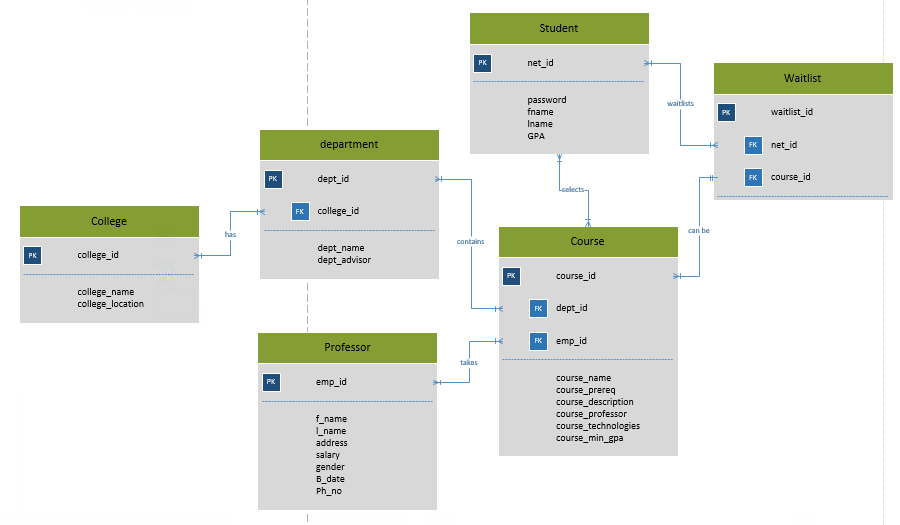 Student
PK net_id
password
fname
lname
GPA
waitlists
Waitlist
PK waitlist_id
FK net_id
FK course_id
department
PK dept_id
FK college_id
dept_name
dept_advisor
College
PK college_id
college_name
college_location
has
contains
selects
can be
Course
PK course_id
FK dept_id
FK emp_id
course_name
course_prereq
course_description
course_professor
course_technologies
course_min_gpa
takes
Professor
PK emp_id
f_name
l_name
address
salary
gender
B_date
Ph_no